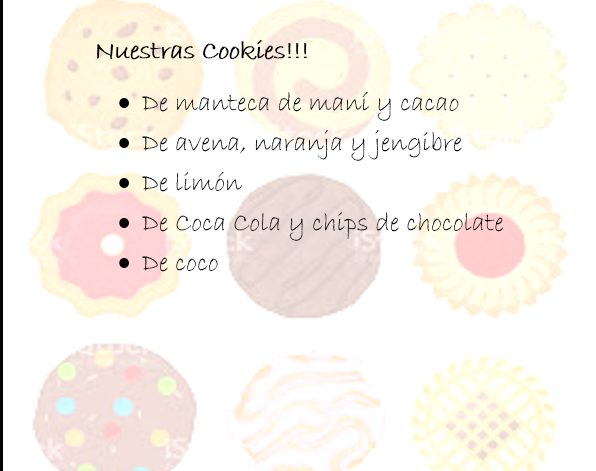 Nuestras Cookies!!!
• De manteca de maní y cacao
• De avena, naranja y jengibre
• De limón
• De Coca Cola y chips de chocolate
• De coco